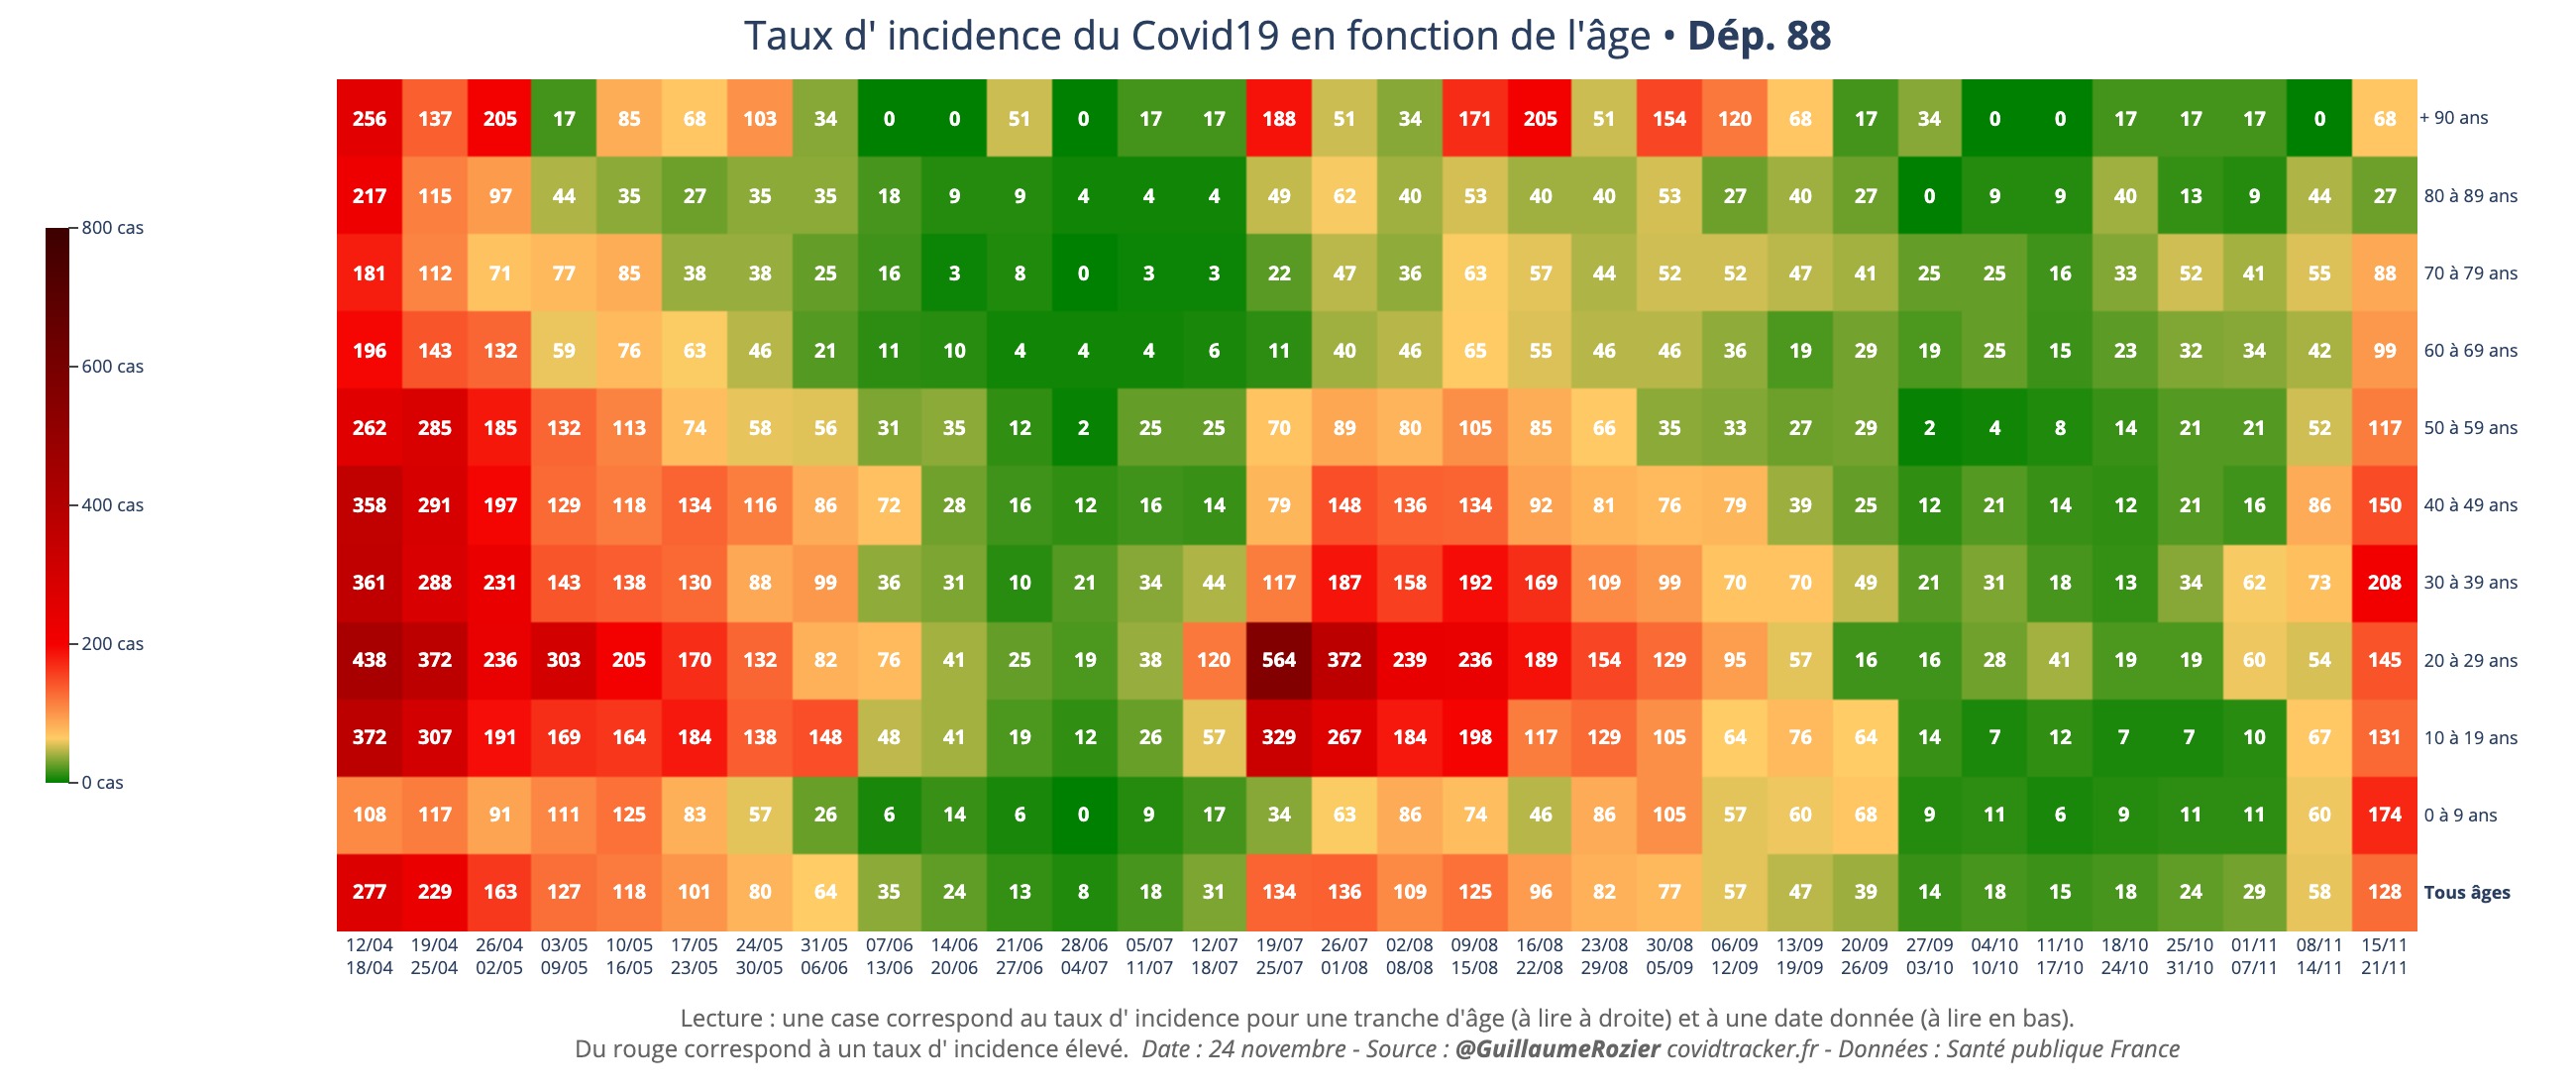 Taux d' incidence du Covid19 en fonction de l'âge • Dép. 88
256 137 205 17 85 68 103 34 0 0 51 0 17 17 188 51 34 171 205 51 154 120 68 17 34 0 0 17 17 17 0 68 + 90 ans
217 115 97 44 35 27 35 35 18 9 9 4 4 4 49 62 40 53 40 40 53 27 40 27 0 9 9 40 13 9 44 27 80 à 89 ans
800 cas
181 112 71 77 85 38 38 25 16 3 8 0 3 3 22 47 36 63 57 44 52 52 47 41 25 25 16 33 52 41 55 88 70 à 79 ans
196 143 132 59 76 63 46 21 11 10 4 4 4 6 11 40 46 65 55 46 46 36 19 29 19 25 15 23 32 34 42 99 60 à 69 ans
600 cas
262 285 185 132 113 74 58 56 31 35 12 2 25 25 70 89 80 105 85 66 35 33 27 29 2 4 8 14 21 21 52 117 50 à 59 ans
400 cas
358 291 197 129 118 134 116 86 72 28 16 12 16 14 79 148 136 134 92 81 76 79 39 25 12 21 14 12 21 16 86 150 40 à 49 ans
361 288 231 143 138 130 88 99 36 31 10 21 34 44 117 187 158 192 169 109 99 70 70 49 21 31 18 13 34 62 73 208 30 à 39 ans
200 cas
438 372 236 303 205 170 132 82 76 41 25 19 38 120 564 372 239 236 189 154 129 95 57 16 16 28 41 19 19 60 54 145 20 à 29 ans
372 307 191 169 164 184 138 148 48 41 19 12 26 57 329 267 184 198 117 129 105 64 76 64 14 7 12 7 7 10 67 131 10 à 19 ans
0 cas
108 117 91 111 125 83 57 26 6 14 6 0 9 17 34 63 86 74 46 86 105 57 60 68 9 11 6 9 11 11 60 174 0 à 9 ans
277 229 163 127 118 101 80 64 35 24 13 8 18 31 134 136 109 125 96 82 77 57 47 39 14 18 15 18 24 29 58 128 Tous âges
12/04 19/04 26/04 03/05 10/05 17/05 24/05 31/05 07/06 14/06 21/06 28/06 05/07 12/07 19/07 26/07 02/08 09/08 16/08 23/08 30/08 06/09 13/09 20/09 27/09 04/10 11/10 18/10 25/10 01/11 08/11 15/11
18/04 25/04 02/05 09/05 16/05 23/05 30/05 06/06 13/06 20/06 27/06 04/07 11/07 18/07 25/07 01/08 08/08 15/08 22/08 29/08 05/09 12/09 19/09 26/09 03/10 10/10 17/10 24/10 31/10 07/11 14/11 21/11
Lecture : une case correspond au taux d' incidence pour une tranche d'âge (à lire à droite) et à une date donnée (à lire en bas).
Du rouge correspond à un taux d' incidence élevé. Date : 24 novembre - Source : @GuillaumeRozier covidtracker.fr - Données : Santé publique France